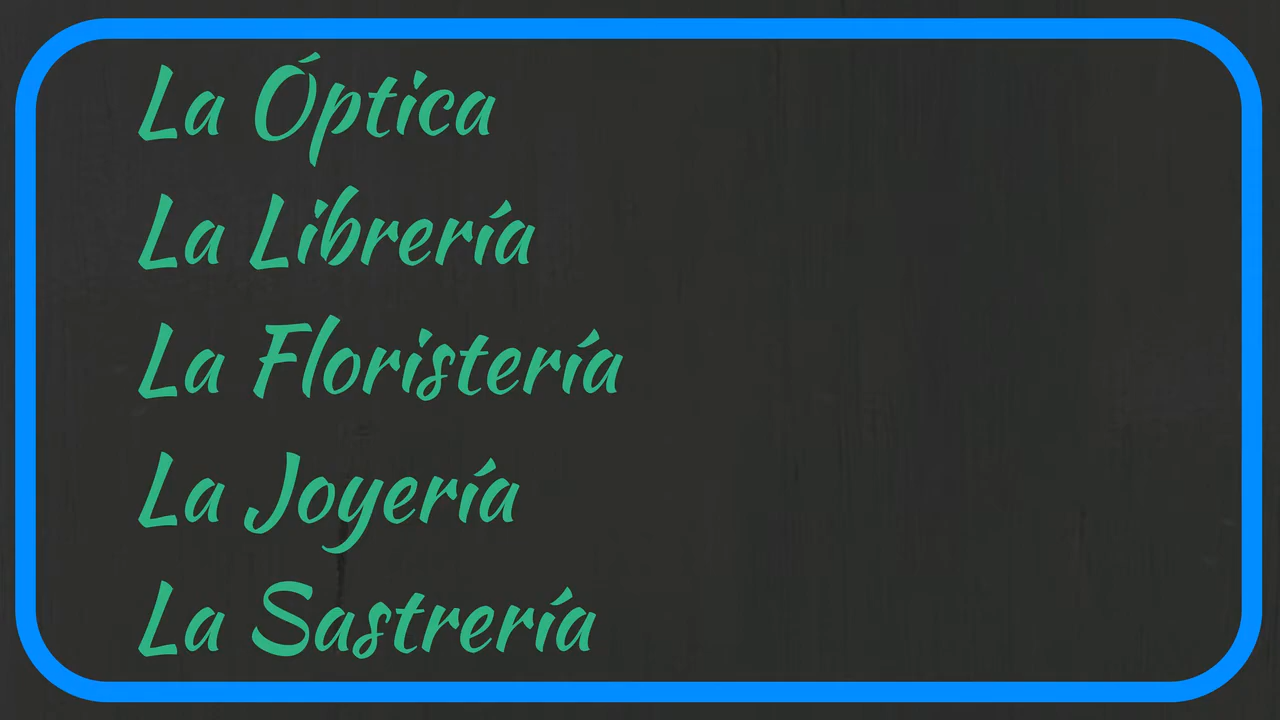 La Óptica
La Librería
La Floristería
La Joyería
La Sastrería